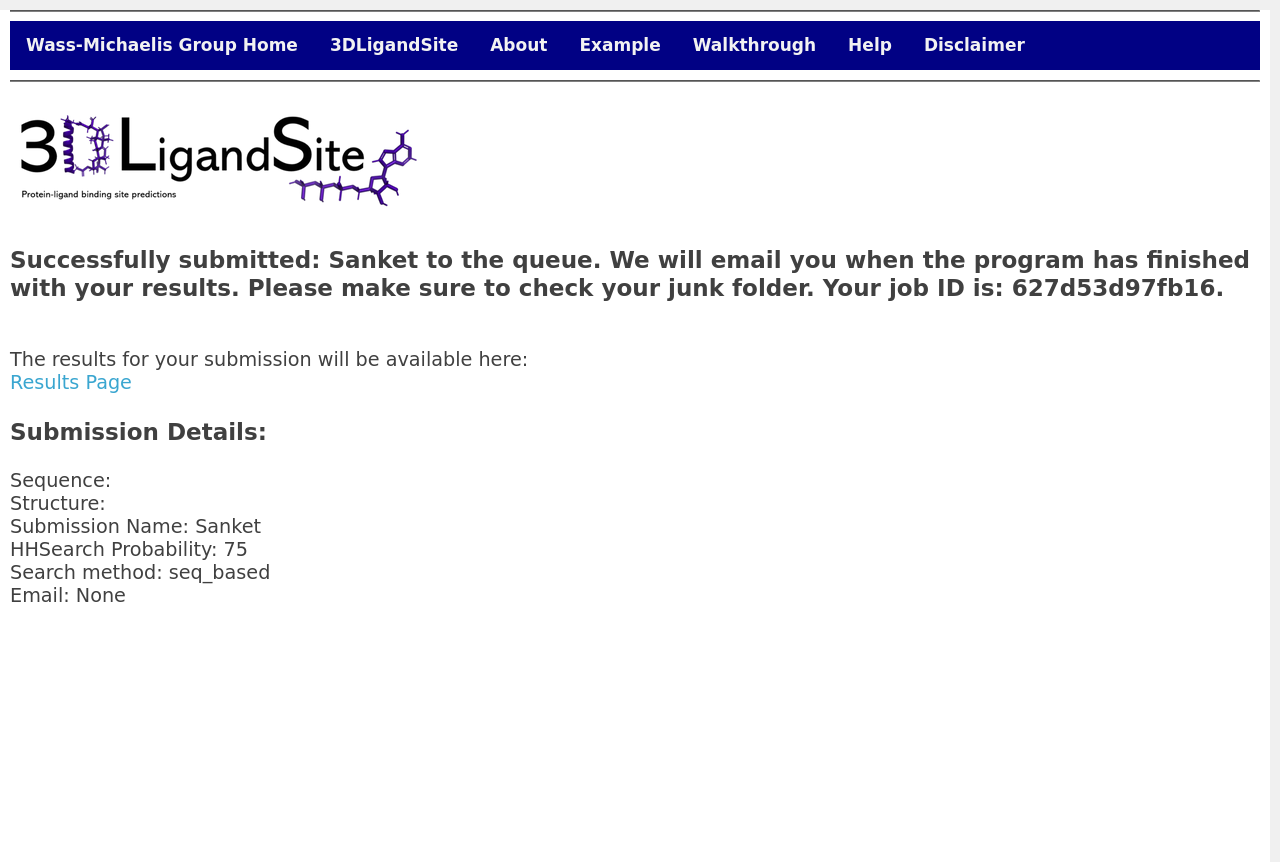 Wass-Michaelis Group Home 3DLigandSite About Example Walkthrough Help Disclaimer
3DLigandSite
Protein-ligand binding site predictions
Successfully submitted: Sanket to the queue. We will email you when the program has finished
with your results. Please make sure to check your junk folder. Your job ID is: 627d53d97fb16.
The results for your submission will be available here:
Results Page
Submission Details:
Sequence:
Structure:
Submission Name: Sanket
HHSearch Probability: 75
Search method: seq_based
Email: None